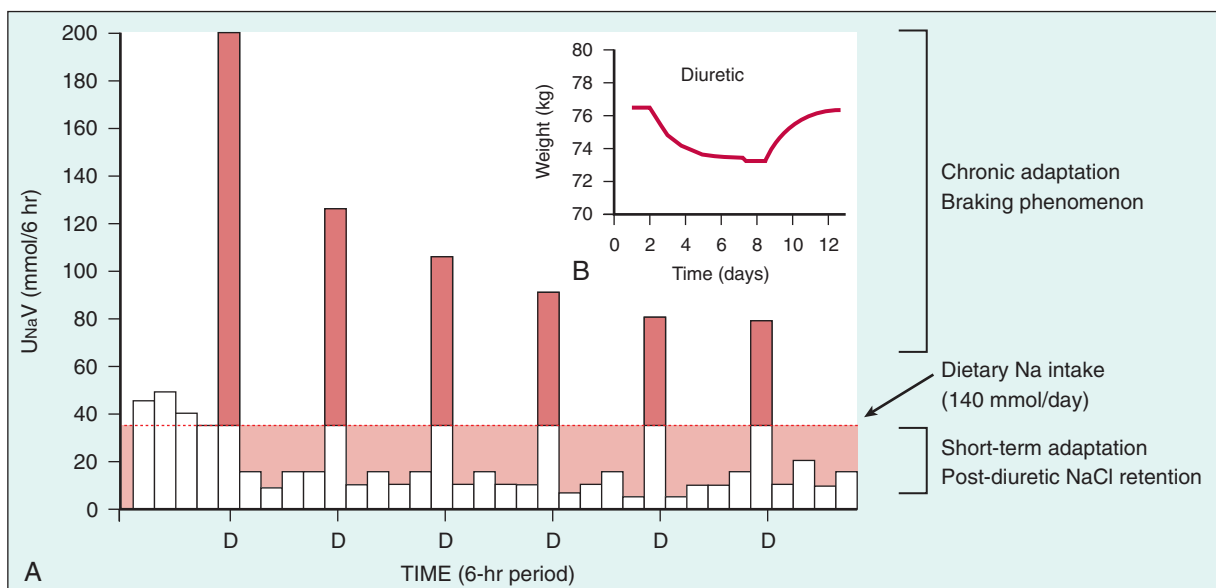 200
180
160
140
120
100
80
60
40
20
0
UNaV (mmol/6 hr)
D
D
D
D
D
D
TIME (6-hr period)
A
80
78
76
74
72
70
Weight (kg)
Diuretic
0
2
4
6
8
10
12
Time (days)
B
Chronic adaptation
Braking phenomenon
Dietary Na intake
(140 mmol/day)
Short-term adaptation
Post-diuretic NaCl retention